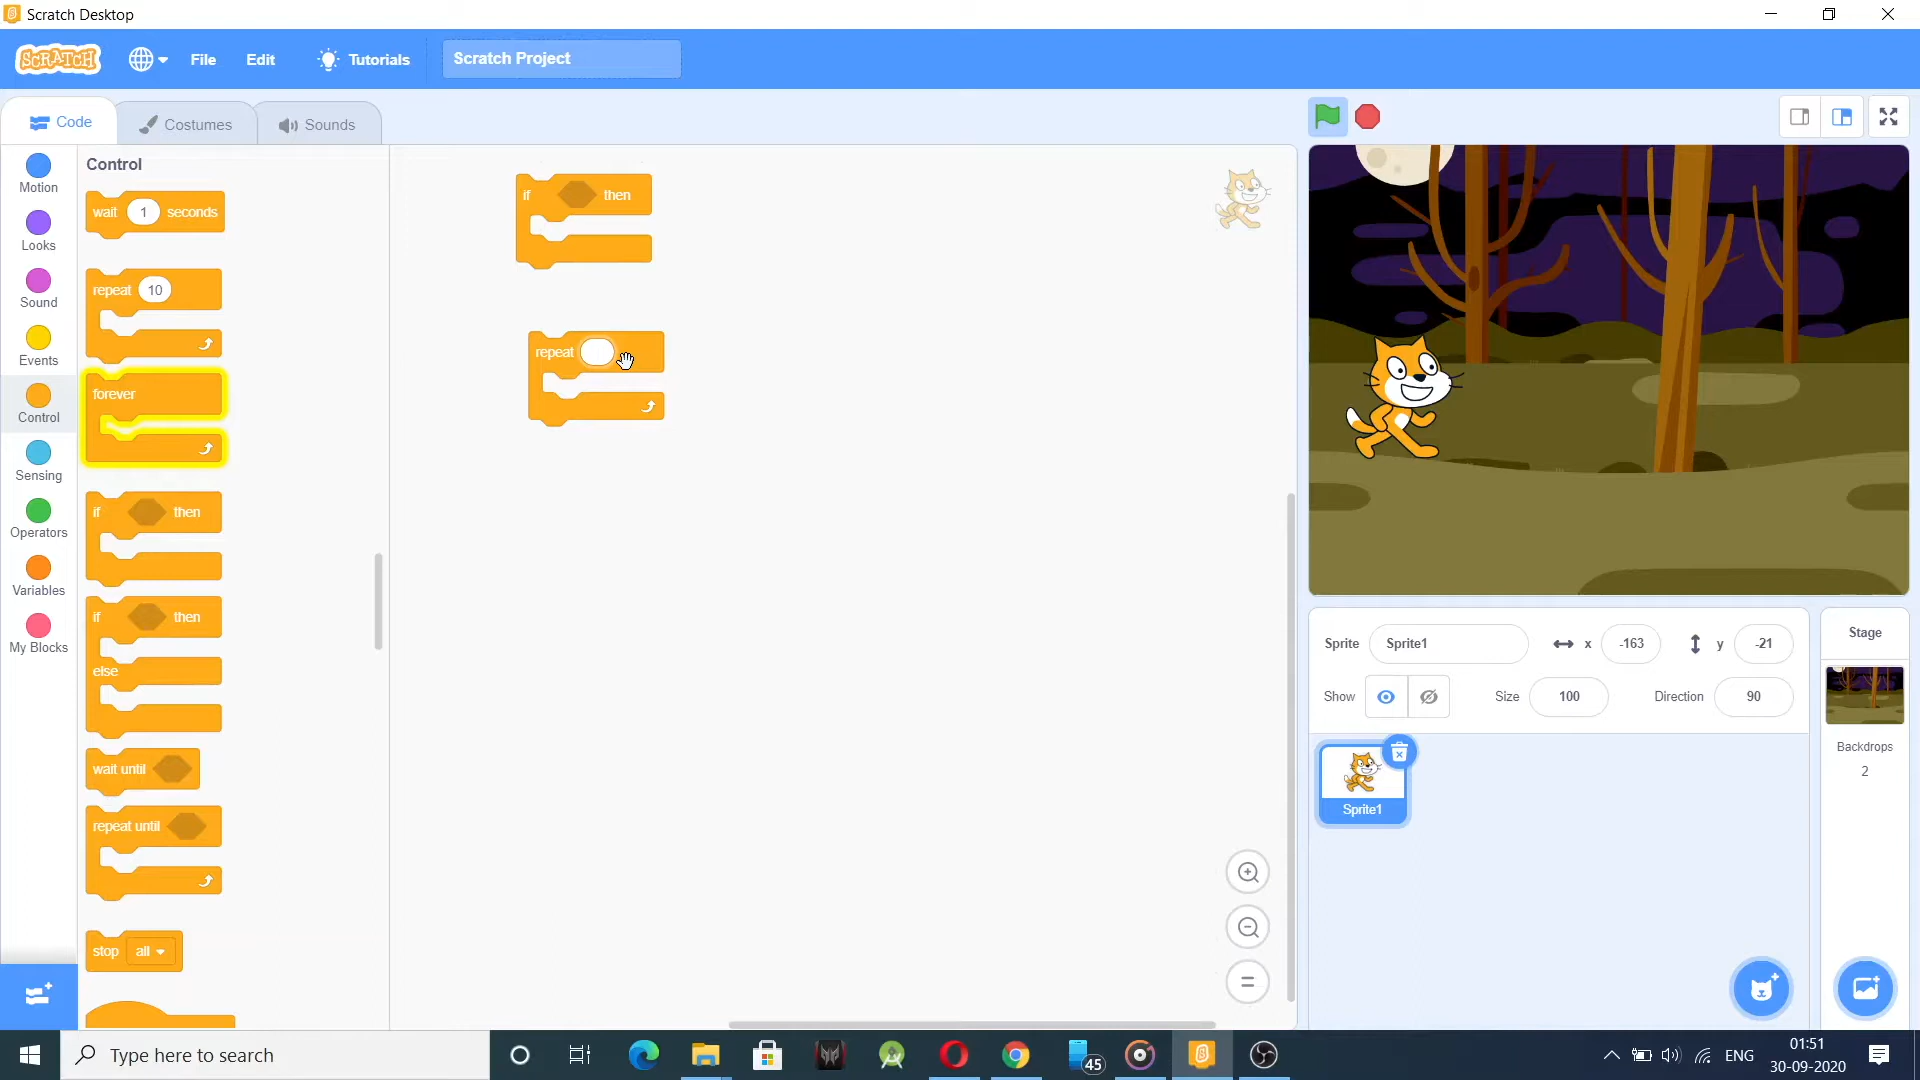 Scratch Desktop
SCRATCH File Edit Tutorials Scratch Project
Code Costumes Sounds
Motion
Looks
Sound
Events
Control
Sensing
Operators
Variables
My Blocks
Control
wait 1 seconds
repeat 10
forever
if then
if then
else
wait until
repeat until
stop all
if then
repeat
Sprite Sprite1 x -163 y -21
Show Size 100 Direction 90
Sprite1
Stage
Backdrops
2
Type here to search
45
ENG
01:51
30-09-2020